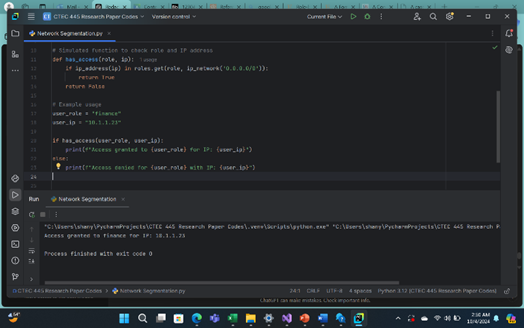 CTEC 445 Research Paper Codes
Version control
Current File
Network Segmentation.py
# Simulated function to check role and IP address
def has_access(role, ip):
if ip_address(ip) in roles.get(role, ip_network('0.0.0.0/0')):
return True
return False
# Example usage
user_role = "finance"
user_ip = "10.1.1.23"
if has_access(user_role, user_ip):
print(f"Access granted to {user_role} for IP: {user_ip}")
else:
print(f"Access denied for {user_role} with IP: {user_ip}")
Run
Network Segmentation
"C:\Users\shany\PycharmProjects\CTEC 445 Research Paper Codes\.venv\Scripts\python.exe" "C:\Users\shany\PycharmProjects\CTEC 445 Research P
Access granted to finance for IP: 10.1.1.23
Process finished with exit code 0
CTEC 445 Research Paper Codes > Network Segmentation.py
24:1 CRLF UTF-8 4 spaces Python 3.12 (CTEC 445 Research Paper Codes)
ChatGPT can make mistakes. Check important info.
10/4/2024